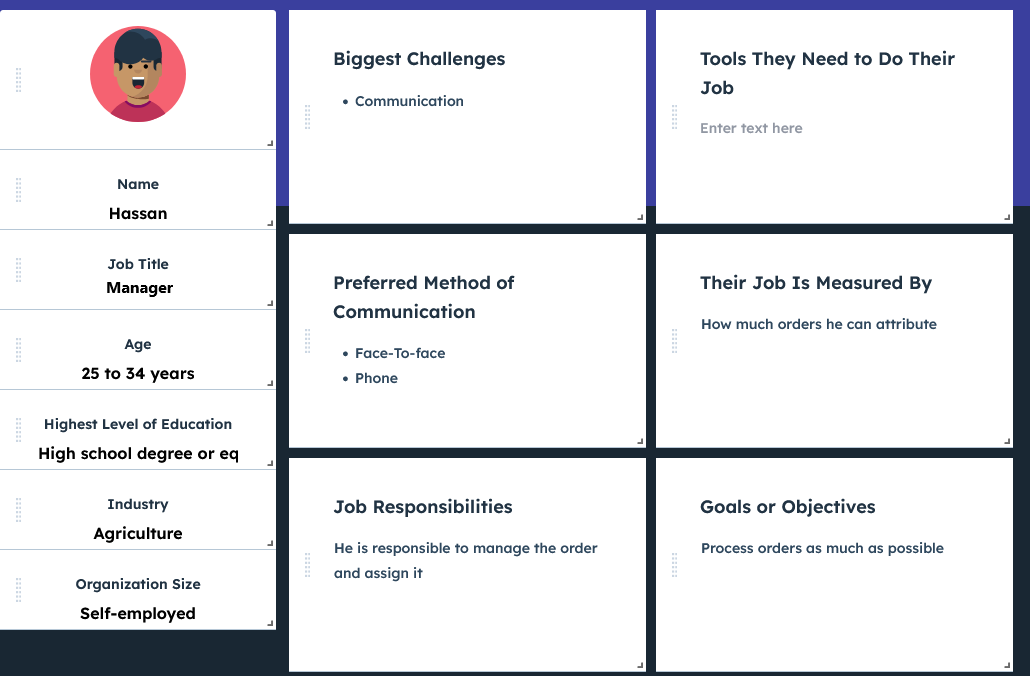 Name
Hassan
Job Title
Manager
Age
25 to 34 years
Highest Level of Education
High school degree or eq
Industry
Agriculture
Organization Size
Self-employed
Biggest Challenges
• Communication
Tools They Need to Do Their
Job
Enter text here
Preferred Method of
Communication
• Face-To-face
• Phone
Their Job Is Measured By
How much orders he can attribute
Job Responsibilities
He is responsible to manage the order
and assign it
Goals or Objectives
Process orders as much as possible